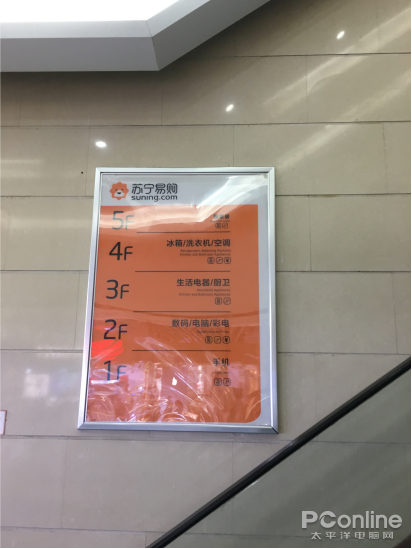 苏宁易购
suning.com
5F
4F 冰箱/洗衣机/空调
3F 生活电器/厨卫
2F 数码/电脑/彩电
1F 手机
PConline
太平洋电脑网